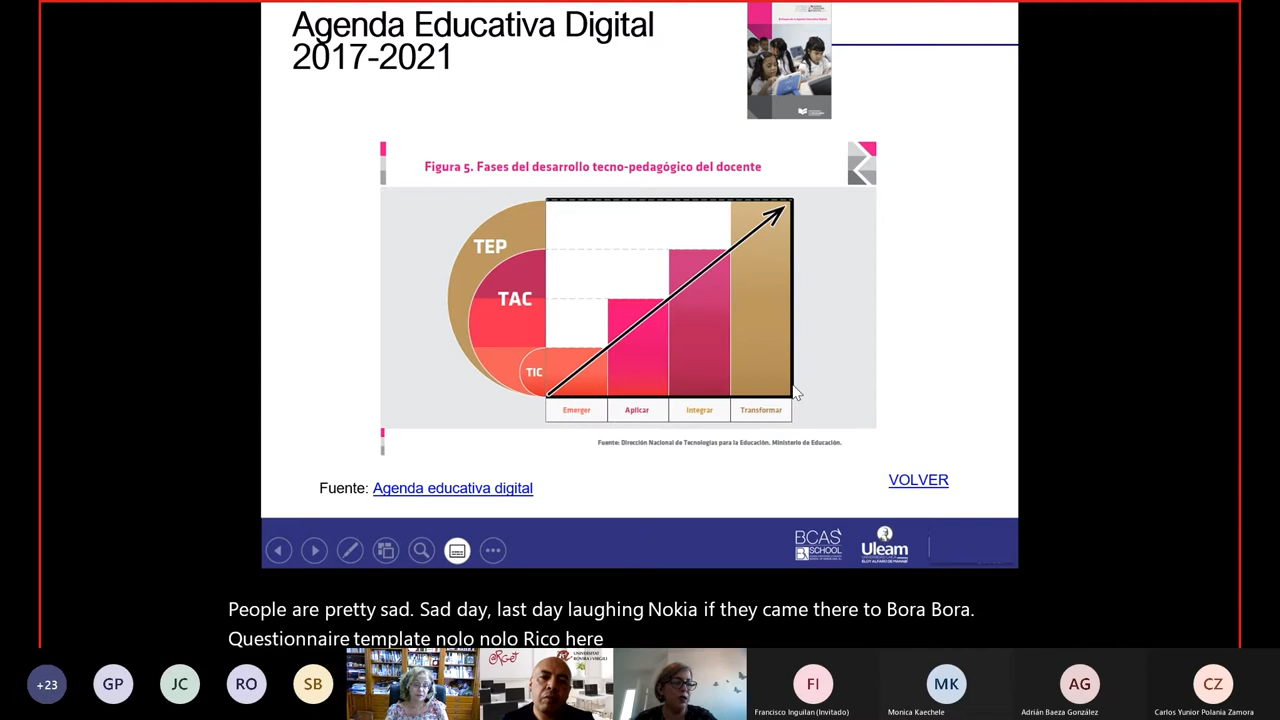 Agenda Educativa Digital
2017-2021
Figura 5. Fases del desarrollo tecno-pedagógico del docente
TEP
TAC
TIC
Emerger
Aplicar
Integrar
Transformar
Fuente: Dirección Nacional de Tecnologías para la Educación. Ministerio de Educación.
Fuente: Agenda educativa digital
VOLVER
BCAS
SCHOOL
Uleam
People are pretty sad. Sad day, last day laughing Nokia if they came there to Bora Bora.
Questionnaire template nolo nolo Rico here
+23
GP
JC
RO
SB
UNIVERSITAT
ROVIRA I VIRGILI
FI
Francisco Inguilan (Invitado)
MK
Monica Kaechele
AG
Adrián Baeza González
CZ
Carlos Yunior Polania Zamora